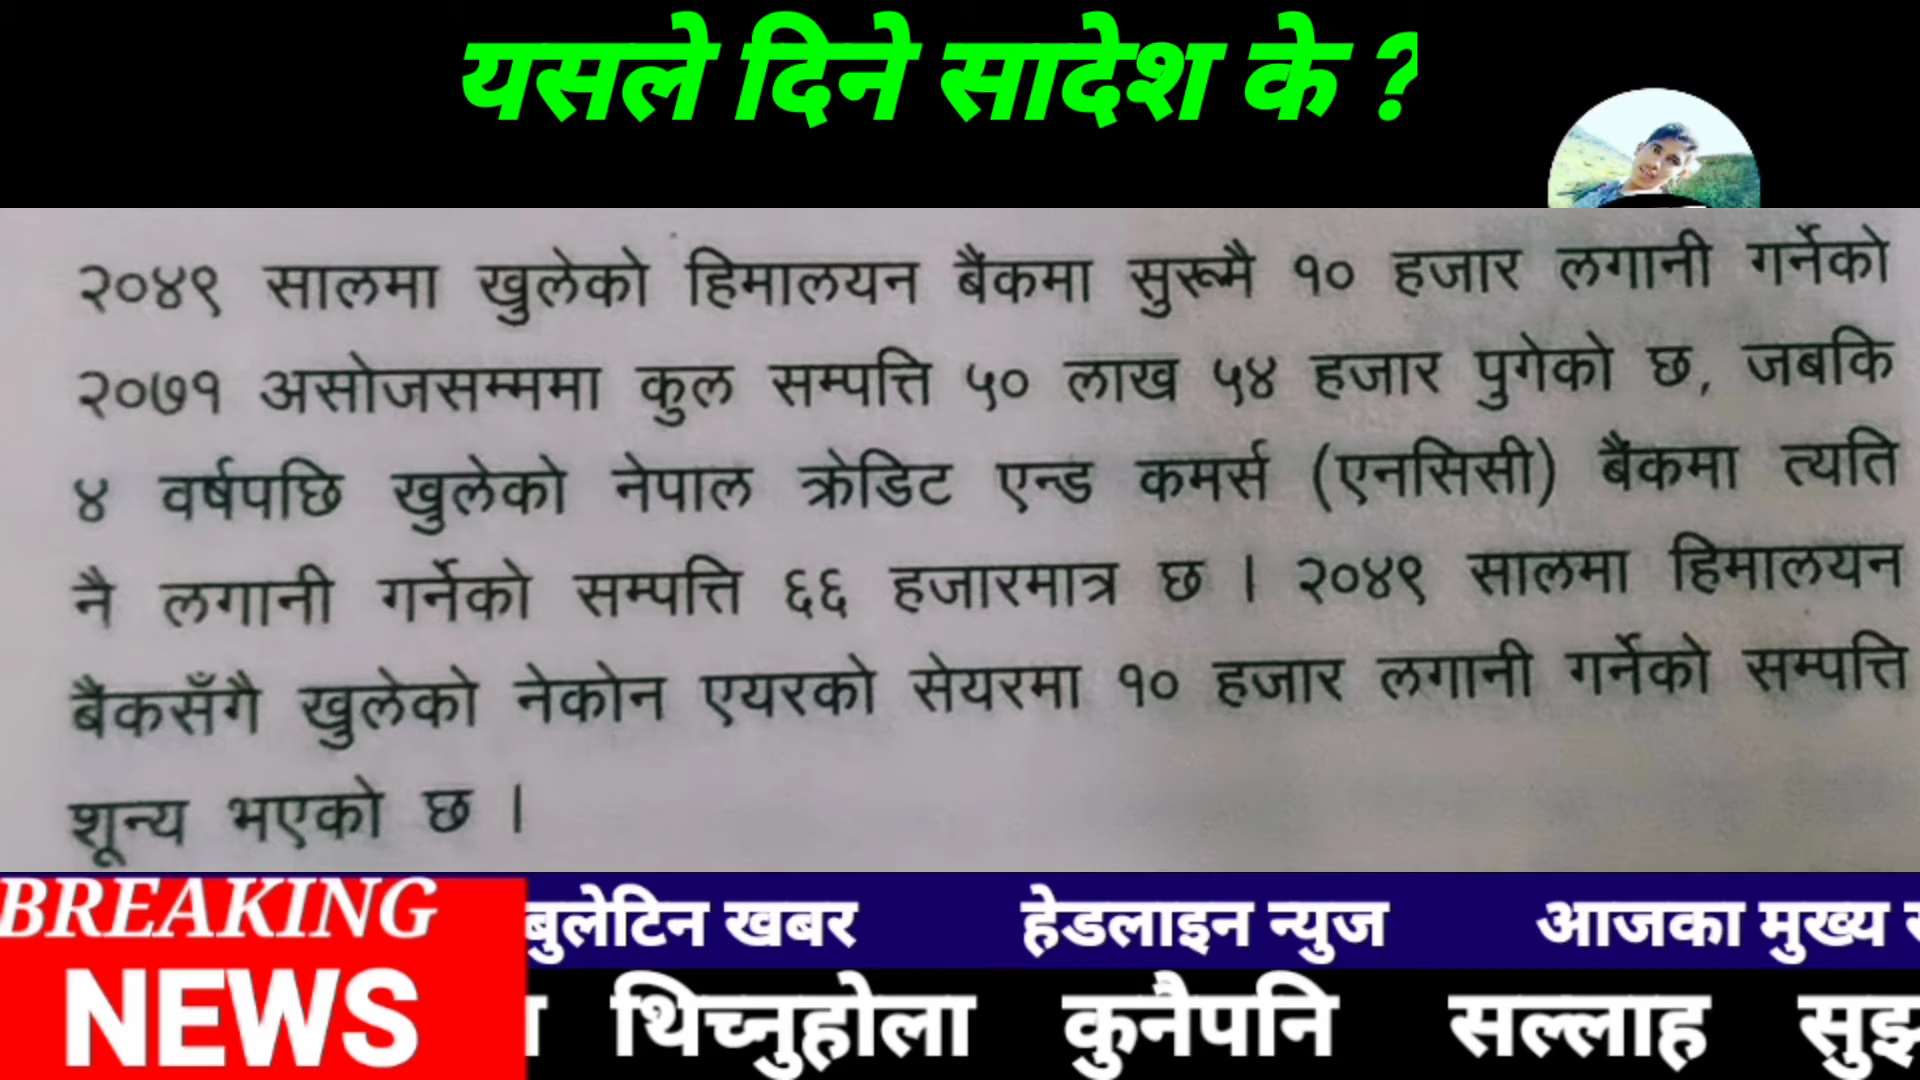 यसले दिने सादेश के ?
२०४९ सालमा खुलेको हिमालयन बैंकमा सुरूमै १० हजार लगानी गर्नेको
२०७१ असोजसम्ममा कुल सम्पत्ति ५० लाख ५४ हजार पुगेको छ, जबकि
४ वर्षपछि खुलेको नेपाल क्रेडिट एन्ड कमर्स (एनसिसी) बैंकमा त्यति
नै लगानी गर्नेको सम्पत्ति ६६ हजारमात्र छ । २०४९ सालमा हिमालयन
बैंकसँगै खुलेको नेकोन एयरको सेयरमा १० हजार लगानी गर्नेको सम्पत्ति
शून्य भएको छ ।
BREAKING
NEWS
बुलेटिन खबर हेडलाइन न्युज आजका मुख्य
थिच्नुहोला कुनैपनि सल्लाह